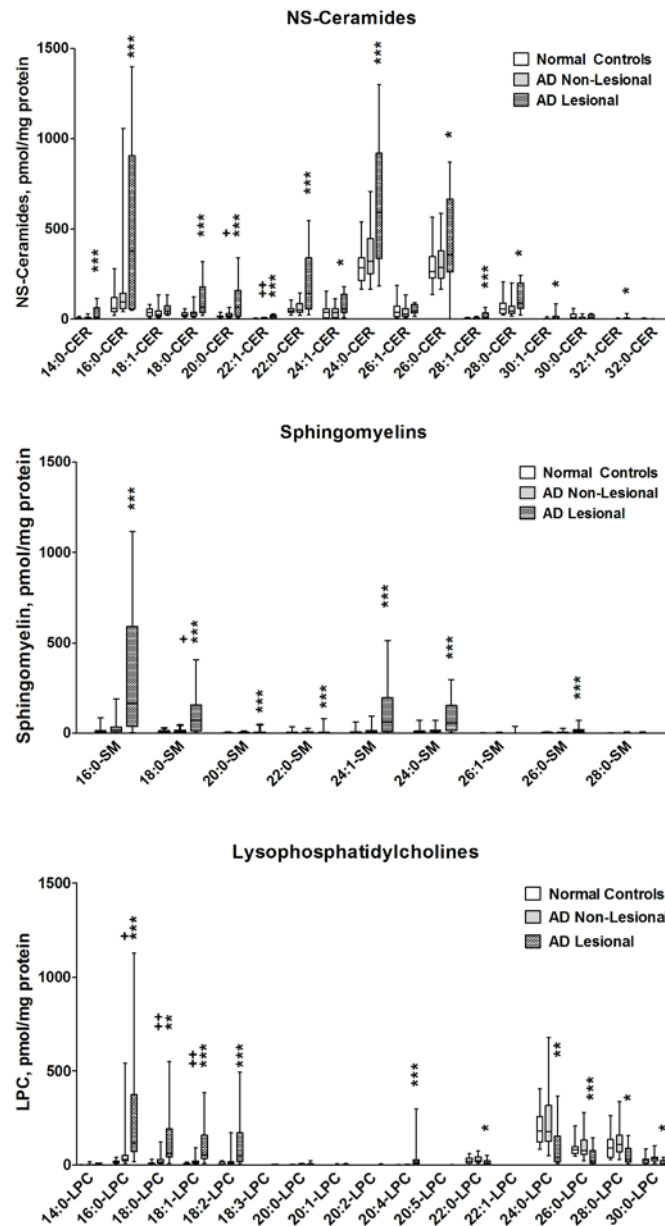 NS-Ceramides
NS-Ceramides, pmol/mg protein
1500
1000
500
0
Normal Controls
AD Non-Lesional
AD Lesional
***
***
***
+
***
++
***
***
*
***
*
***
*
*
*
14:0-CER
16:0-CER
18:1-CER
18:0-CER
20:0-CER
22:1-CER
22:0-CER
24:1-CER
24:0-CER
26:1-CER
26:0-CER
28:1-CER
28:0-CER
30:1-CER
30:0-CER
32:1-CER
32:0-CER
Sphingomyelins
Sphingomyelin, pmol/mg protein
1500
1000
500
0
Normal Controls
AD Non-Lesional
AD Lesional
***
+
***
***
***
***
***
***
16:0-SM
18:0-SM
20:0-SM
22:0-SM
24:1-SM
24:0-SM
26:1-SM
26:0-SM
28:0-SM
Lysophosphatidylcholines
LPC, pmol/mg protein
1500
1000
500
0
Normal Controls
AD Non-Lesional
AD Lesional
+
***
++
**
++
***
***
***
*
**
***
*
*
14:0-LPC
16:0-LPC
18:0-LPC
18:1-LPC
18:2-LPC
18:3-LPC
20:0-LPC
20:1-LPC
20:2-LPC
20:4-LPC
20:5-LPC
22:0-LPC
22:1-LPC
24:0-LPC
26:0-LPC
28:0-LPC
30:0-LPC